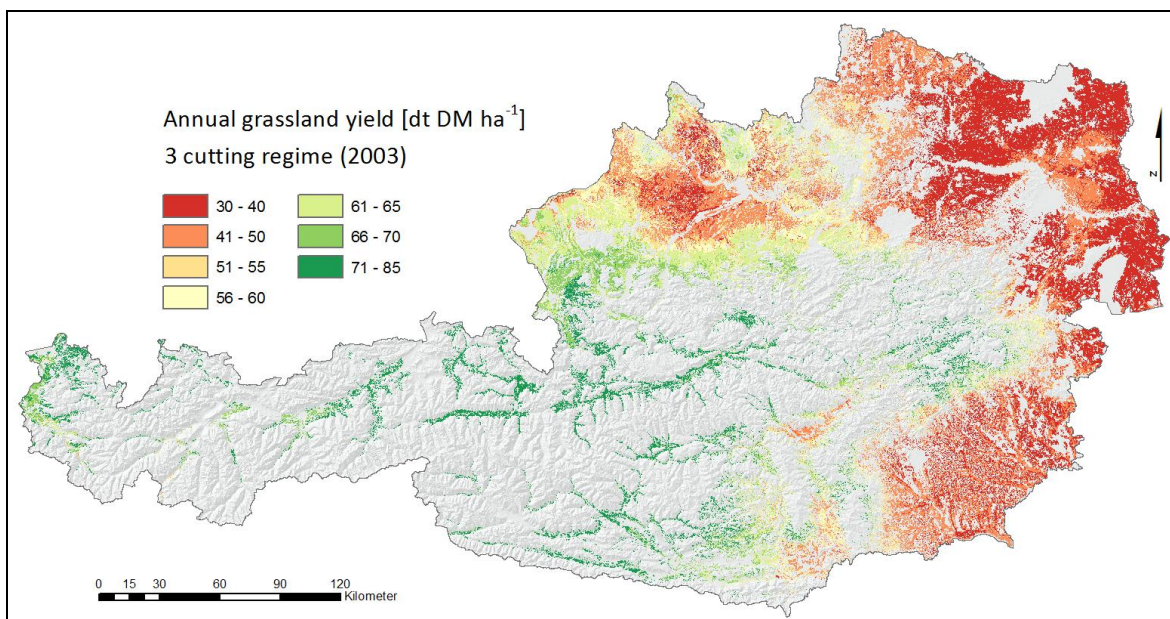 Annual grassland yield [dt DM ha⁻¹]
3 cutting regime (2003)
30 - 40
61 - 65
41 - 50
66 - 70
51 - 55
71 - 85
56 - 60
N
0 15 30 60 90 120
Kilometer